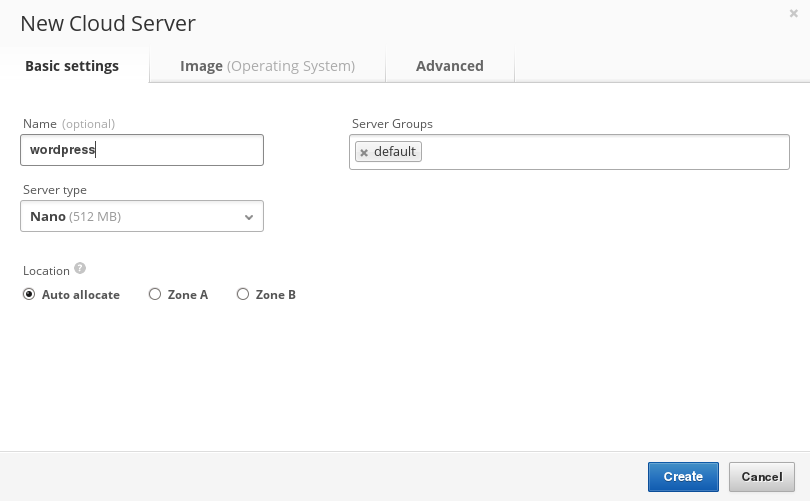 New Cloud Server
Basic settings Image (Operating System) Advanced
Name (optional) Server Groups
wordpress default
Server type
Nano (512 MB)
Location ?
Auto allocate Zone A Zone B
Create Cancel